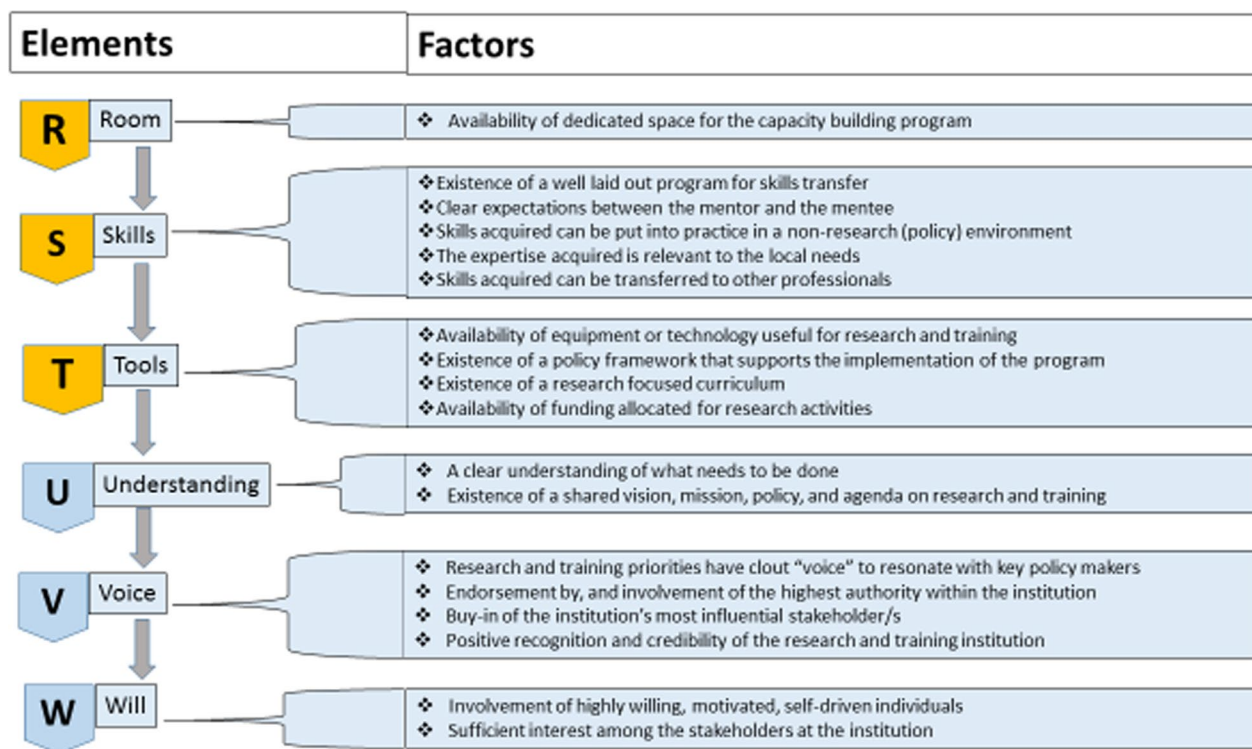 Elements Factors
R Room
❖ Availability of dedicated space for the capacity building program
S Skills
❖Existence of a well laid out program for skills transfer
❖Clear expectations between the mentor and the mentee
❖Skills acquired can be put into practice in a non-research (policy) environment
❖The expertise acquired is relevant to the local needs
❖Skills acquired can be transferred to other professionals
T Tools
❖Availability of equipment or technology useful for research and training
❖Existence of a policy framework that supports the implementation of the program
❖Existence of a research focused curriculum
❖Availability of funding allocated for research activities
U Understanding
❖ A clear understanding of what needs to be done
❖ Existence of a shared vision, mission, policy, and agenda on research and training
V Voice
❖ Research and training priorities have clout “voice” to resonate with key policy makers
❖ Endorsement by, and involvement of the highest authority within the institution
❖ Buy-in of the institution’s most influential stakeholder/s
❖ Positive recognition and credibility of the research and training institution
W Will
❖ Involvement of highly willing, motivated, self-driven individuals
❖ Sufficient interest among the stakeholders at the institution